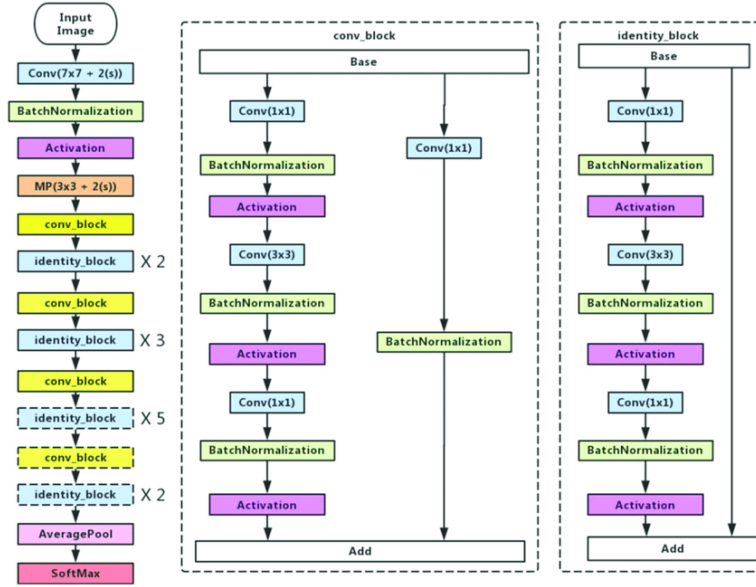 Input
Image
Conv(7x7 + 2(s))
BatchNormalization
Activation
MP(3x3 + 2(s))
conv_block
identity_block X 2
conv_block
identity_block X 3
conv_block
identity_block X 5
conv_block
identity_block X 2
AveragePool
SoftMax
conv_block
Base
Conv(1x1)
BatchNormalization
Activation
Conv(3x3)
BatchNormalization
Activation
Conv(1x1)
BatchNormalization
Activation
Conv(1x1)
BatchNormalization
Add
identity_block
Base
Conv(1x1)
BatchNormalization
Activation
Conv(3x3)
BatchNormalization
Activation
Conv(1x1)
BatchNormalization
Activation
Add